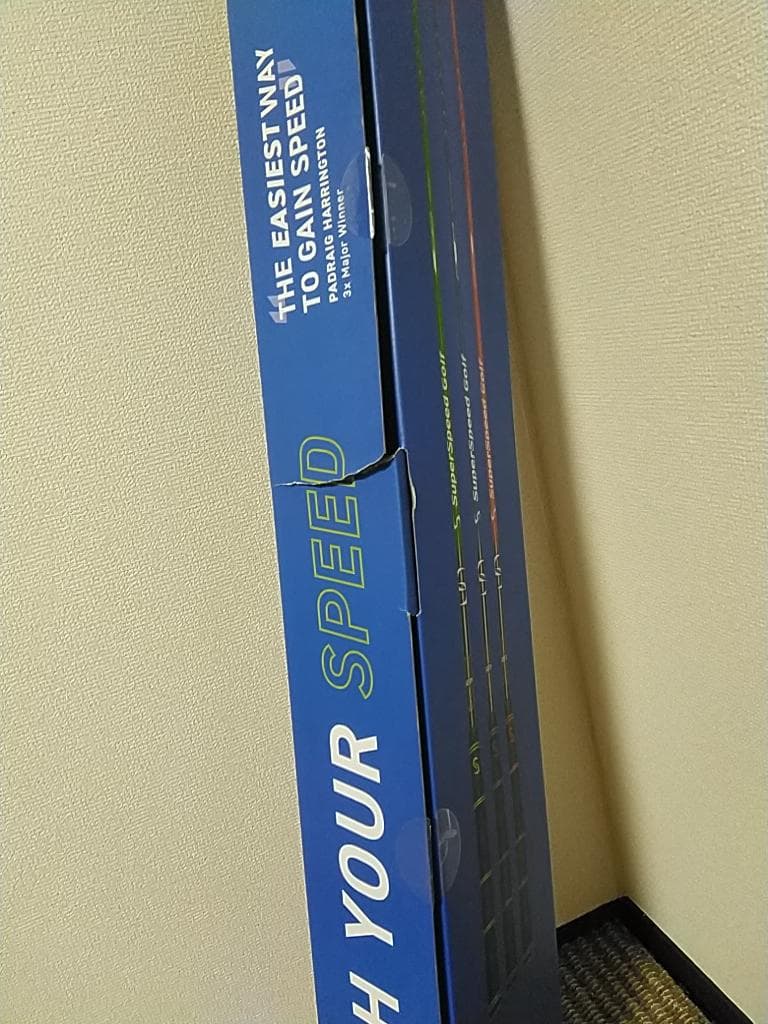 "THE EASIEST WAY
TO GAIN SPEED"
PADRAIG HARRINGTON
3x Major Winner
H YOUR SPEED
SuperSpeed Golf
SuperSpeed Golf
SuperSpeed Golf